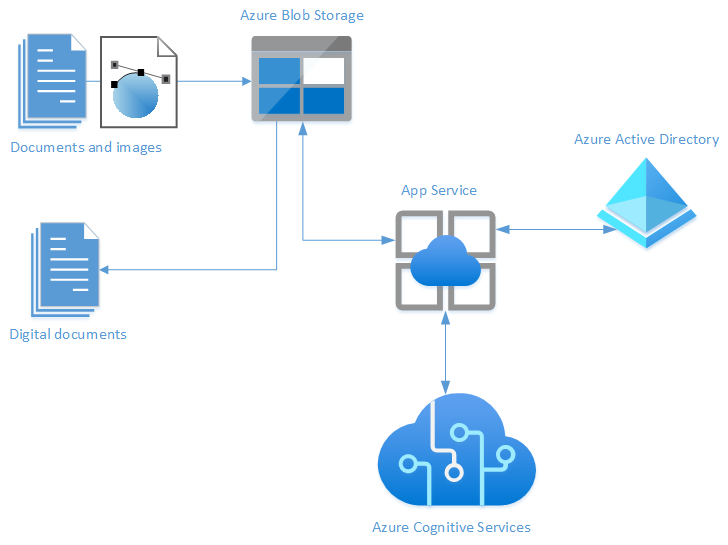 Azure Blob Storage
Documents and images
Azure Active Directory
App Service
Digital documents
Azure Cognitive Services